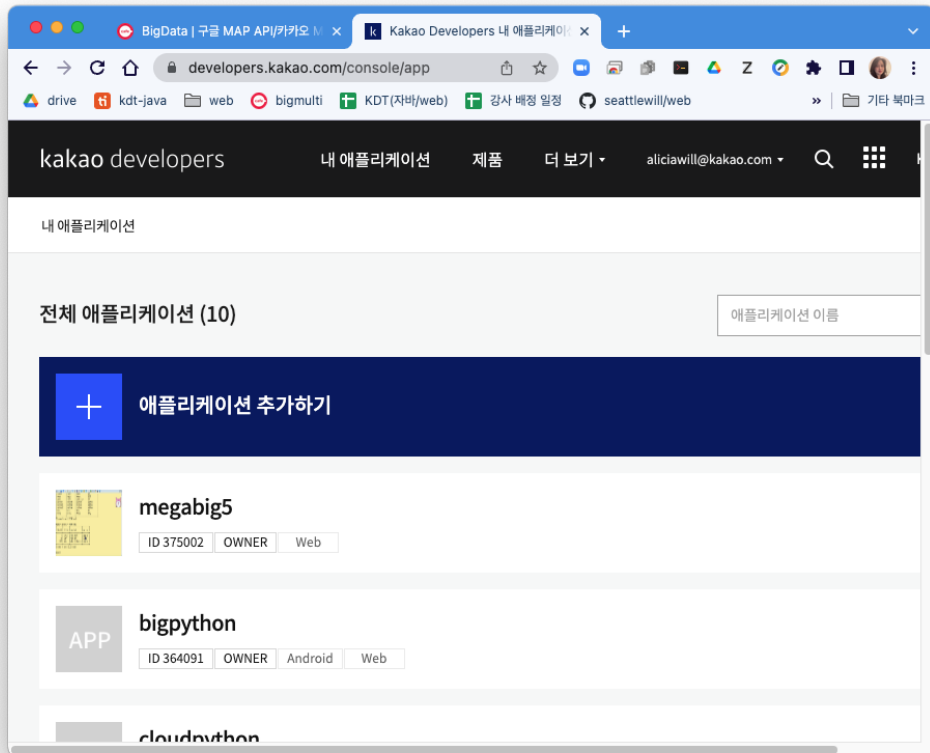 BigData | 구글 MAP API/카카오 M
Kakao Developers 내 애플리케이션
developers.kakao.com/console/app
Z
drive
kdt-java
web
bigmulti
KDT(자바/web)
강사 배정 일정
seattlewill/web
»
기타 북마크
kakao developers
내 애플리케이션
제품
더 보기
aliciawill@kakao.com
내 애플리케이션
전체 애플리케이션 (10)
애플리케이션 이름
애플리케이션 추가하기
megabig5
ID 375002 OWNER Web
APP
bigpython
ID 364091 OWNER Android Web
cloudpython